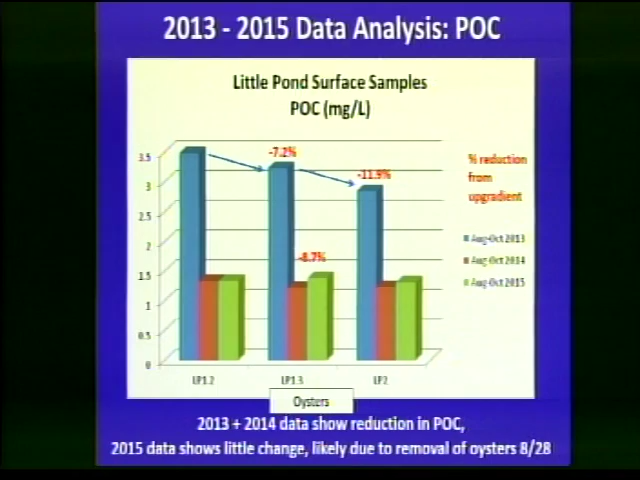 2013 - 2015 Data Analysis: POC
Little Pond Surface Samples
POC (mg/L)
3.5
3
2.5
2
1.5
1
0.5
0
-7.2%
-11.9%
-8.7%
% reduction
from
upgradient
Aug-Oct 2013
Aug-Oct 2014
Aug-Oct 2015
LP1.2
LP1.3
LP2
Oysters
2013 + 2014 data show reduction in POC,
2015 data shows little change, likely due to removal of oysters 8/28